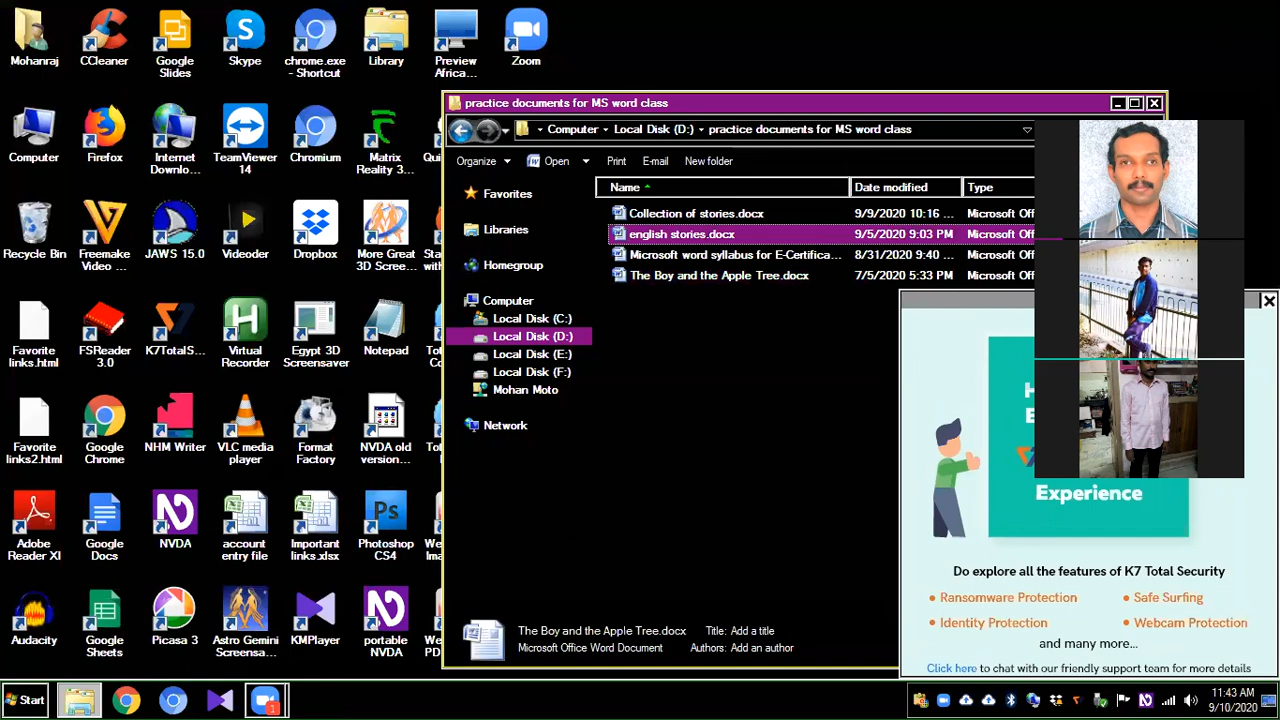 Mohanraj
CCleaner
Google
Slides
Skype
chrome.exe
- Shortcut
Library
Preview
Africa...
Zoom
Computer
Firefox
Internet
Downlo...
TeamViewer
14
Chromium
Matrix
Reality 3...
Recycle Bin
Freemake
Video ...
JAWS 15.0
Videoder
Dropbox
More Great
3D Scree...
Favorite
links.html
FSReader
3.0
K7TotalS...
Virtual
Recorder
Egypt 3D
Screensaver
Notepad
Favorite
links2.html
Google
Chrome
NHM Writer
VLC media
player
Format
Factory
NVDA old
version...
Adobe
Reader XI
Google
Docs
NVDA
account
entry file
Important
links.xlsx
Photoshop
CS4
Audacity
Google
Sheets
Picasa 3
Astro Gemini
Screensa...
KMPlayer
portable
NVDA
practice documents for MS word class
Computer Local Disk (D:) practice documents for MS word class
Organize Open Print E-mail New folder
Favorites
Libraries
Homegroup
Computer
Local Disk (C:)
Local Disk (D:)
Local Disk (E:)
Local Disk (F:)
Mohan Moto
Network
Name Date modified Type
Collection of stories.docx 9/9/2020 10:16 ... Microsoft Off
english stories.docx 9/5/2020 9:03 PM Microsoft Off
Microsoft word syllabus for E-Certifica... 8/31/2020 9:40 ... Microsoft Off
The Boy and the Apple Tree.docx 7/5/2020 5:33 PM Microsoft Off
The Boy and the Apple Tree.docx Title: Add a title
Microsoft Office Word Document Authors: Add an author
Experience
Do explore all the features of K7 Total Security
• Ransomware Protection • Safe Surfing
• Identity Protection • Webcam Protection
and many more...
Click here to chat with our friendly support team for more details
Start
11:43 AM
9/10/2020